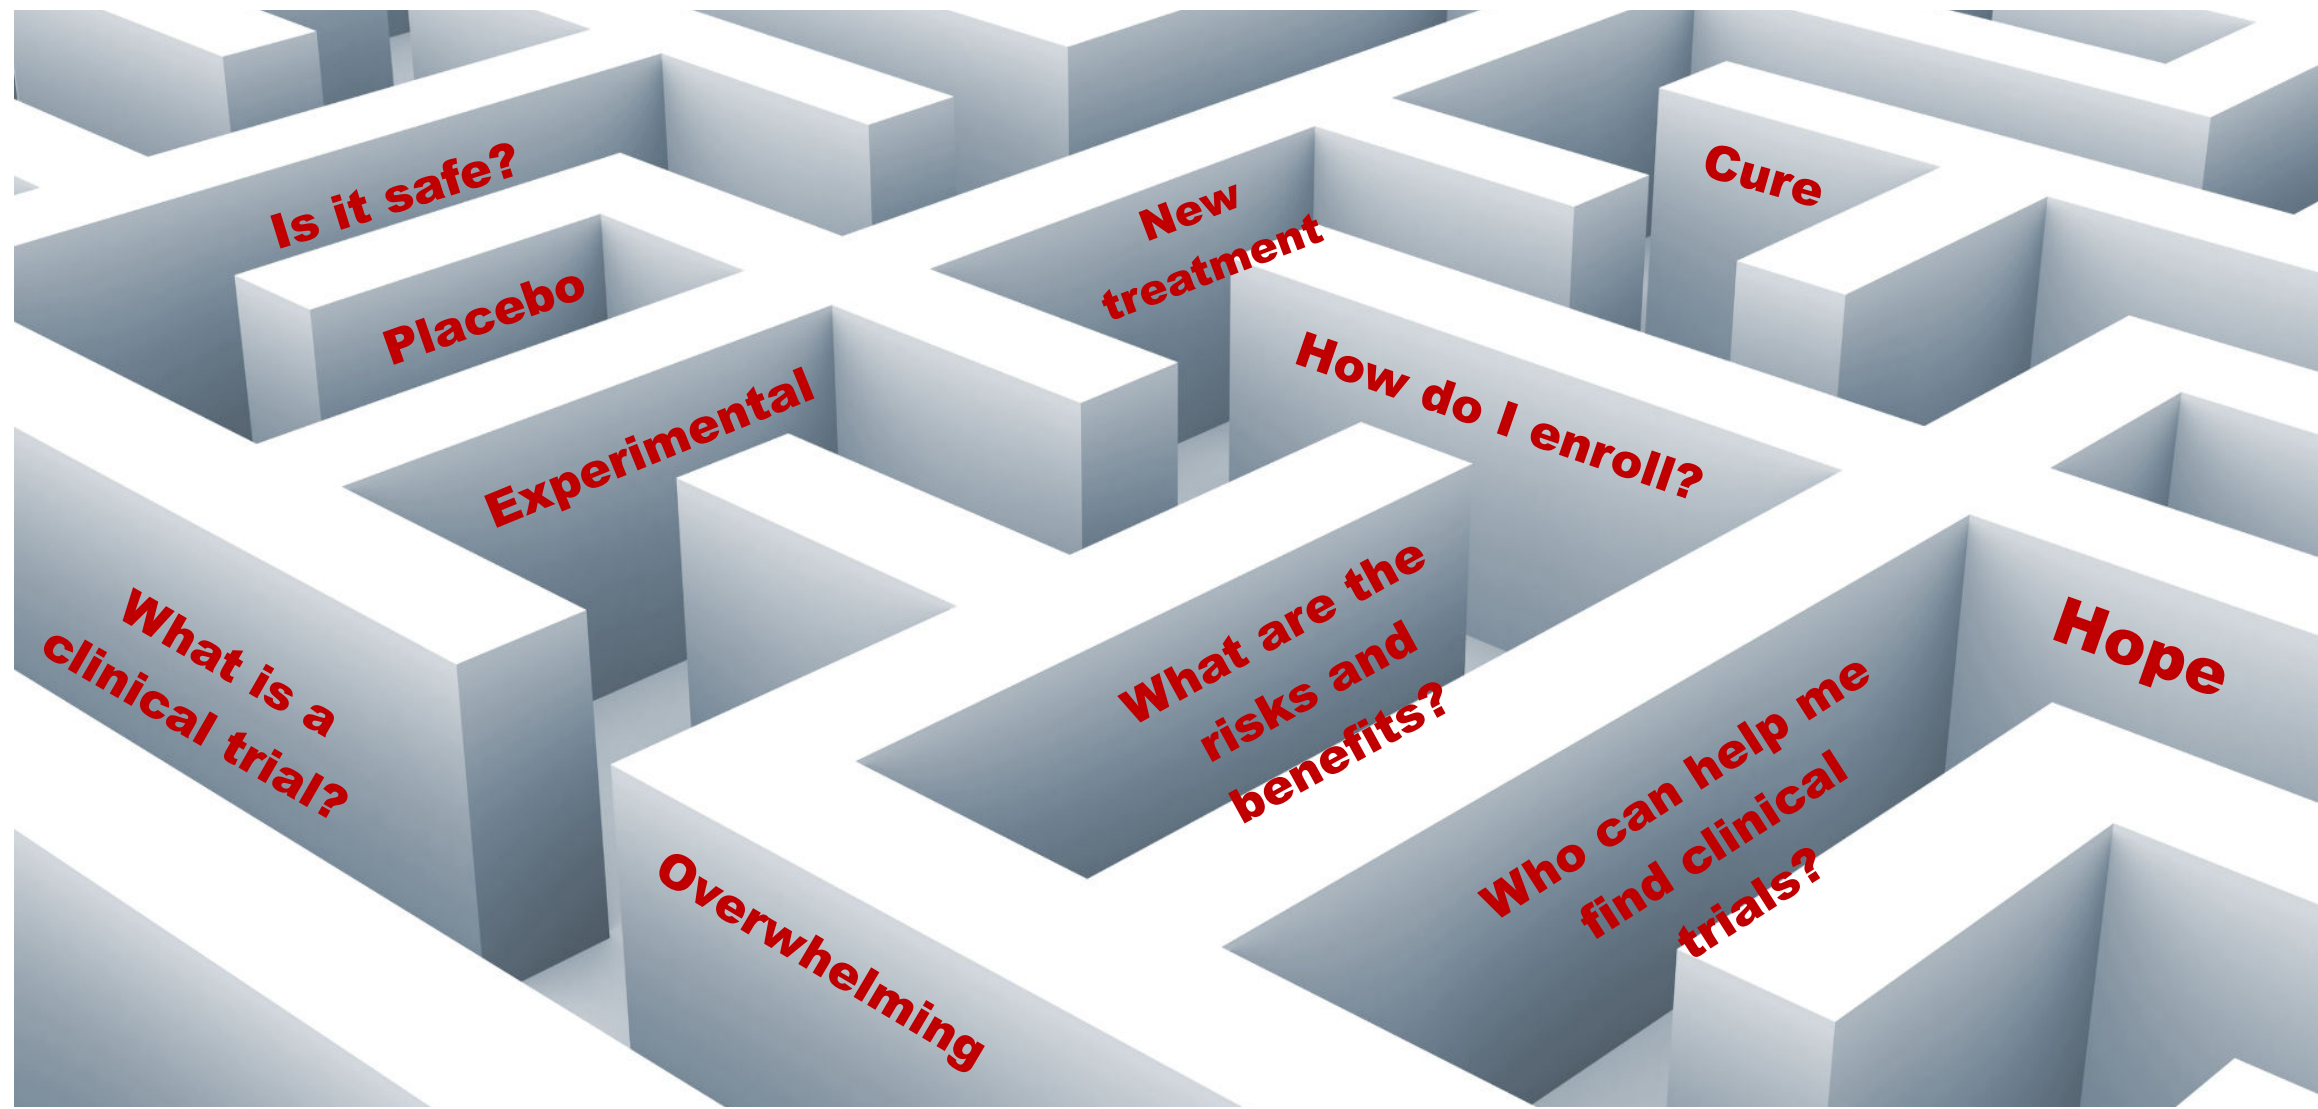 Is it safe?
Placebo
Experimental
New
treatment
Cure
How do I enroll?
What is a
clinical trial?
What are the
risks and
benefits?
Hope
Who can help me
find clinical
trials?
Overwhelming